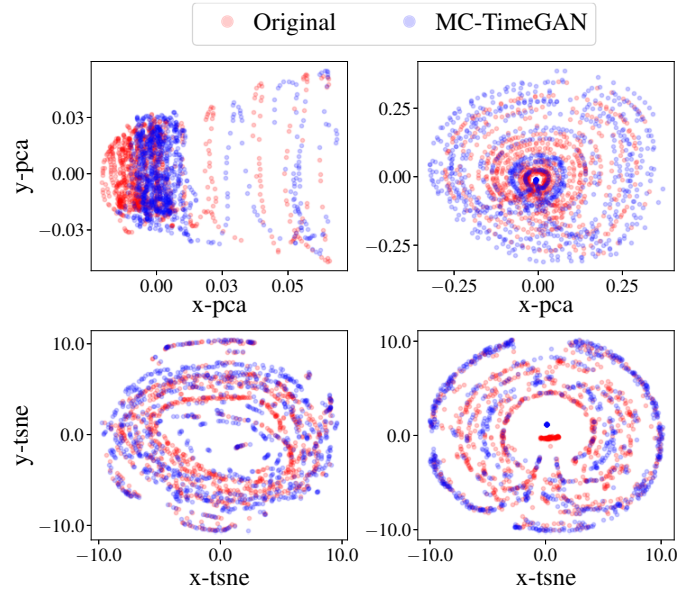 Original MC-TimeGAN
y-pca
0.03
0.00
−0.03
0.00 0.03 0.05
x-pca
0.25
0.00
−0.25
−0.25 0.00 0.25
x-pca
y-tsne
10.0
0.0
−10.0
−10.0 0.0 10.0
x-tsne
10.0
0.0
−10.0
−10.0 0.0 10.0
x-tsne